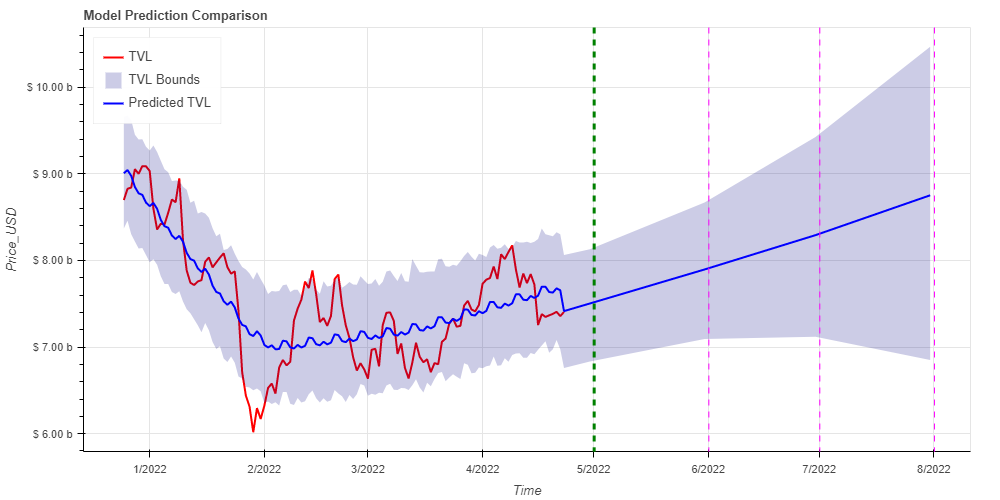 Model Prediction Comparison
TVL
TVL Bounds
Predicted TVL
Price_USD
$ 10.00 b
$ 9.00 b
$ 8.00 b
$ 7.00 b
$ 6.00 b
1/2022 2/2022 3/2022 4/2022 5/2022 6/2022 7/2022 8/2022
Time